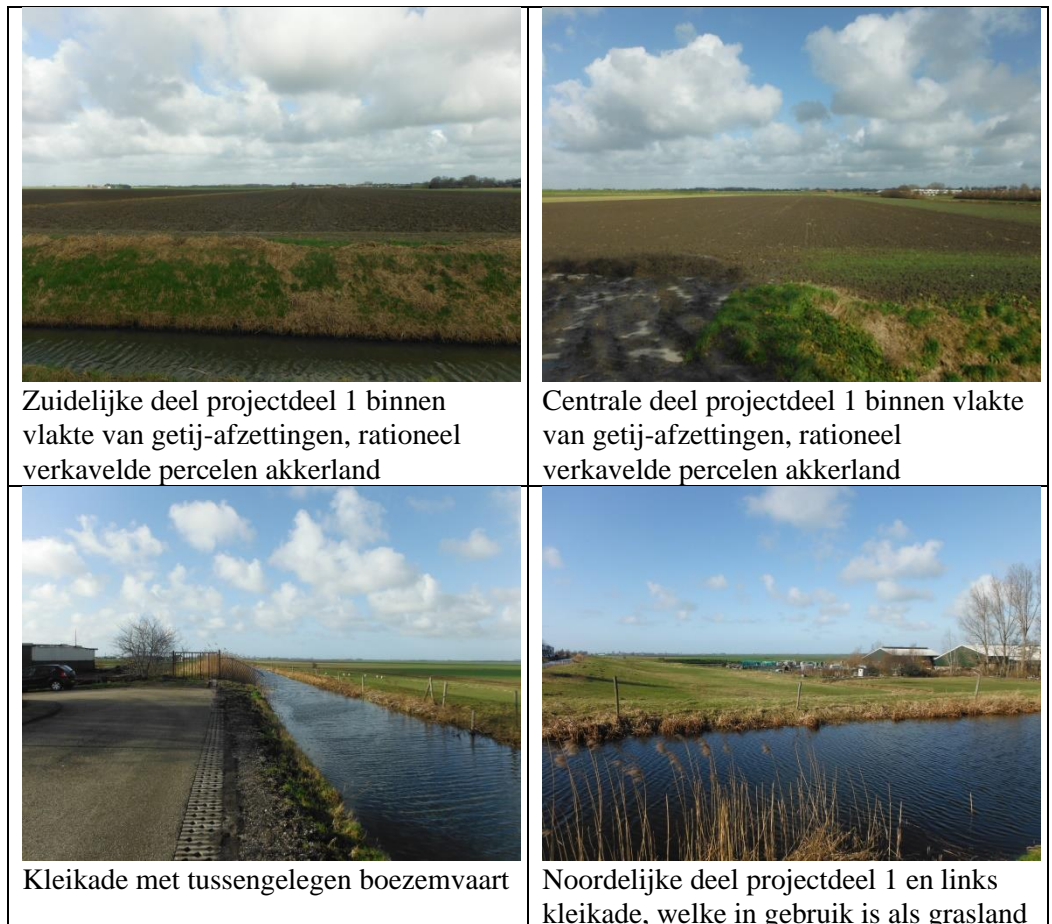 Zuidelijke deel projectdeel 1 binnen
vlakte van getij-afzettingen, rationeel
verkavelde percelen akkerland
Centrale deel projectdeel 1 binnen vlakte
van getij-afzettingen, rationeel
verkavelde percelen akkerland
Kleikade met tussengelegen boezemvaart
Noordelijke deel projectdeel 1 en links
kleikade, welke in gebruik is als grasland